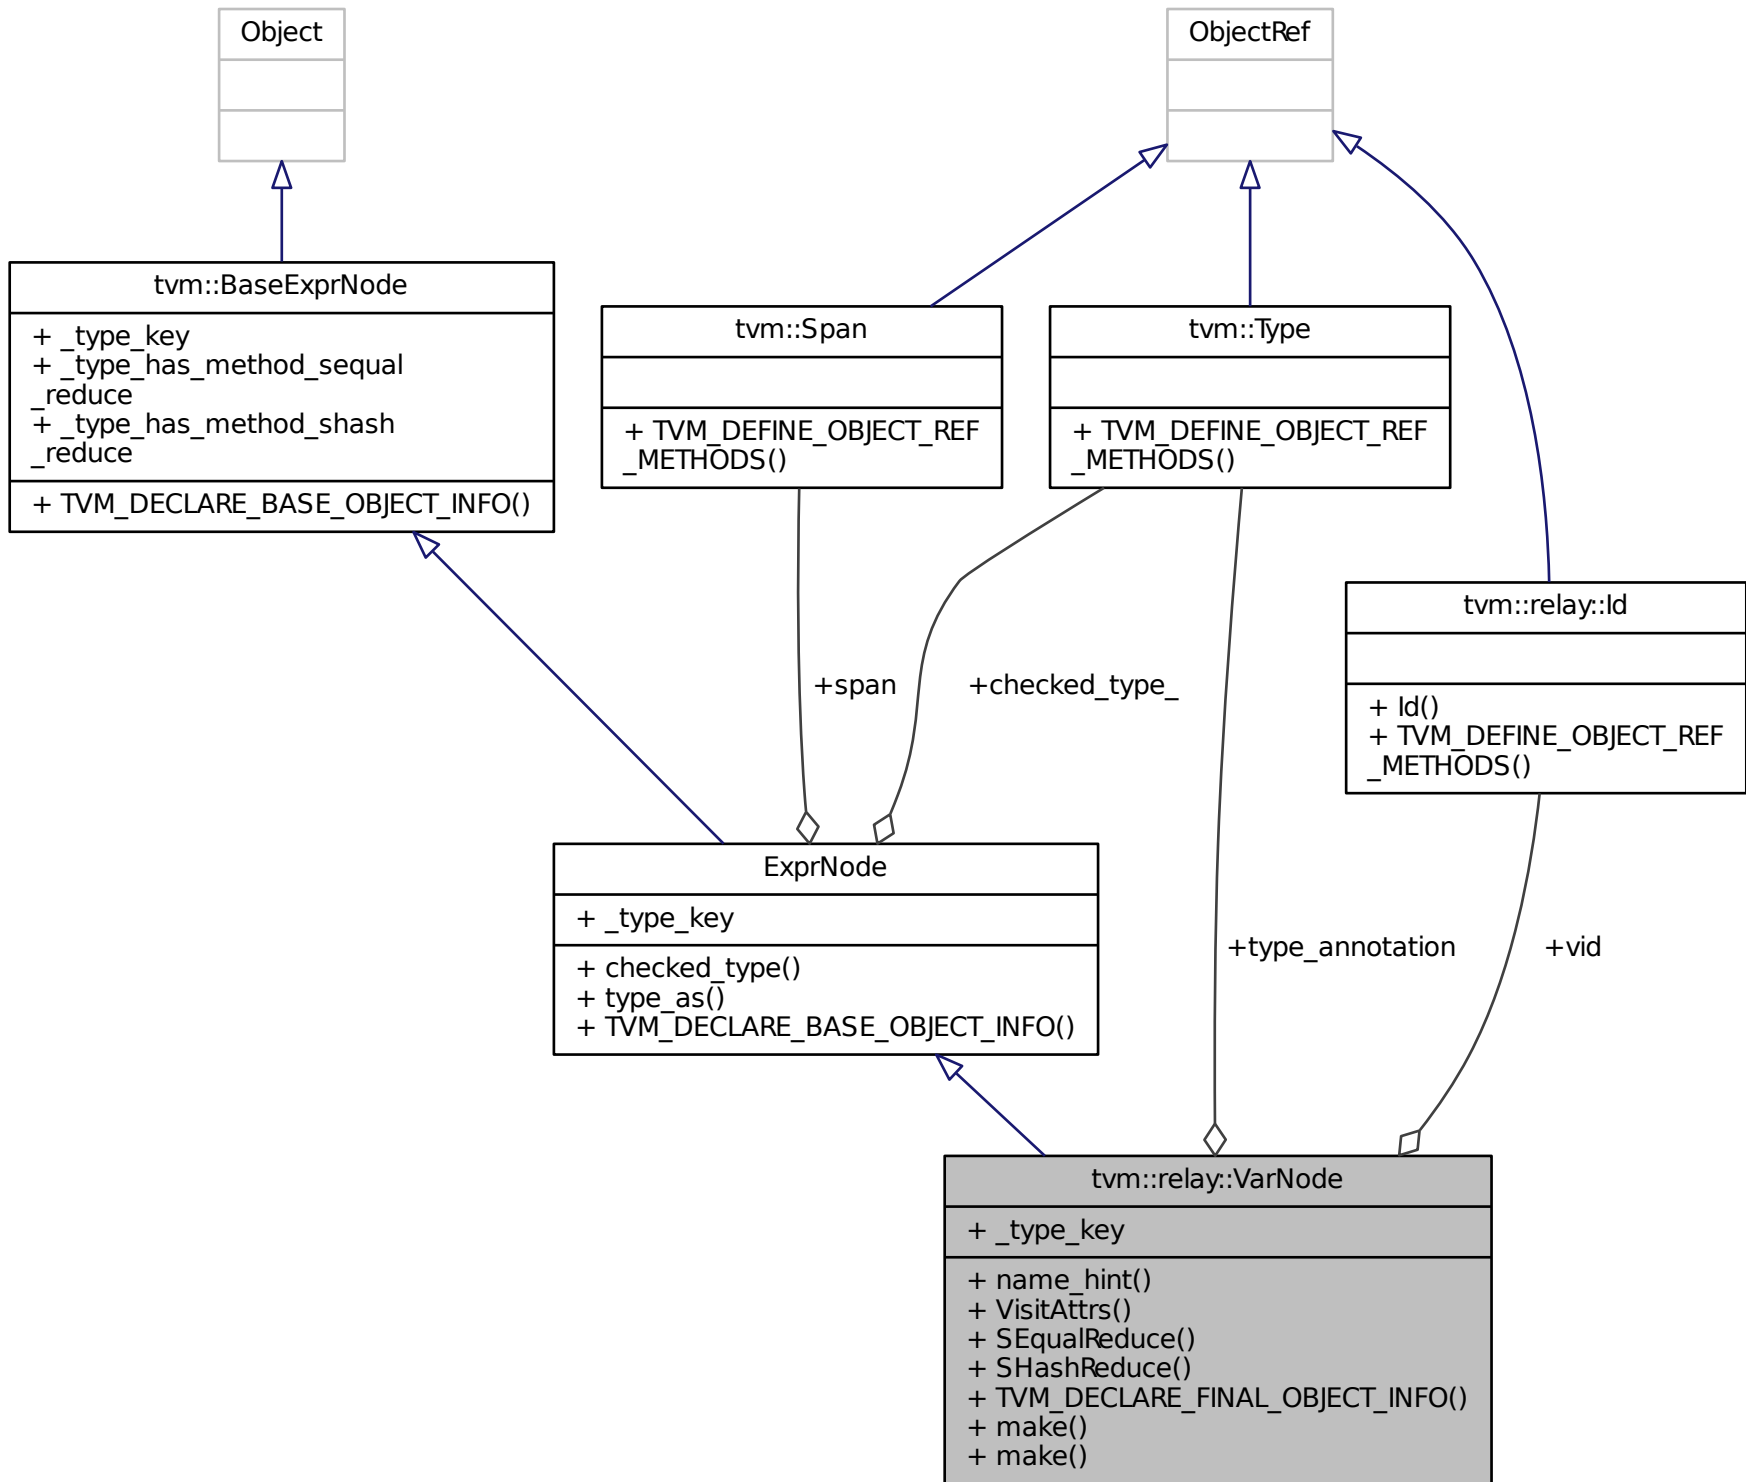 Object
ObjectRef
tvm::BaseExprNode
+ _type_key
+ _type_has_method_sequal
_reduce
+ _type_has_method_shash
_reduce
+ TVM_DECLARE_BASE_OBJECT_INFO()
tvm::Span
+ TVM_DEFINE_OBJECT_REF
_METHODS()
tvm::Type
+ TVM_DEFINE_OBJECT_REF
_METHODS()
tvm::relay::Id
+ Id()
+ TVM_DEFINE_OBJECT_REF
_METHODS()
+span
+checked_type_
ExprNode
+ _type_key
+ checked_type()
+ type_as()
+ TVM_DECLARE_BASE_OBJECT_INFO()
+type_annotation
+vid
tvm::relay::VarNode
+ _type_key
+ name_hint()
+ VisitAttrs()
+ SEqualReduce()
+ SHashReduce()
+ TVM_DECLARE_FINAL_OBJECT_INFO()
+ make()
+ make()